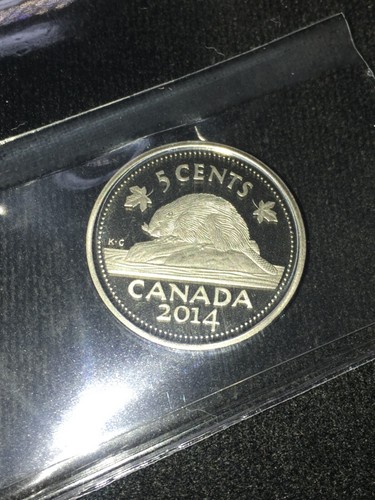 5 CENTS
K·G
CANADA
2014